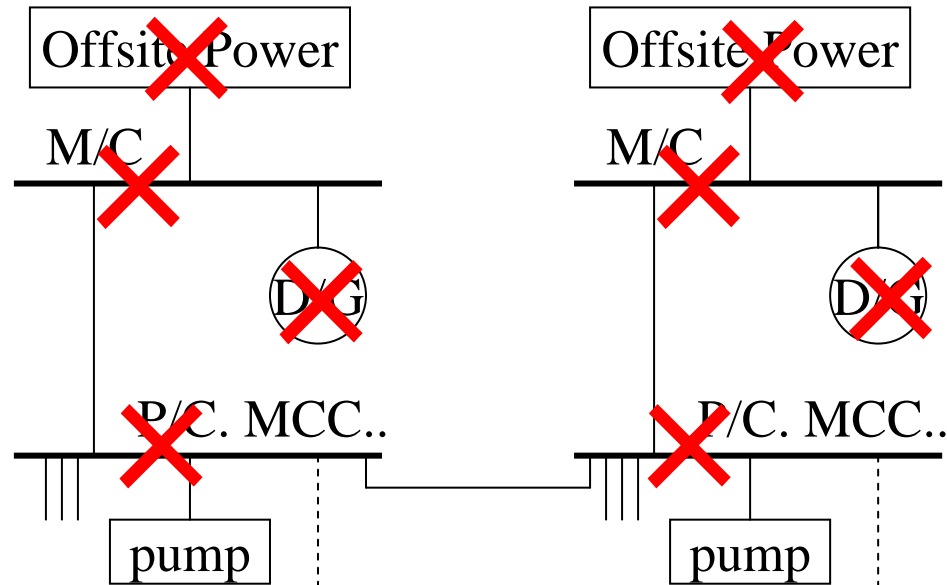 Offsite Power Offsite Power
M/C M/C
D/G D/G
P/C. MCC.. P/C. MCC..
pump pump